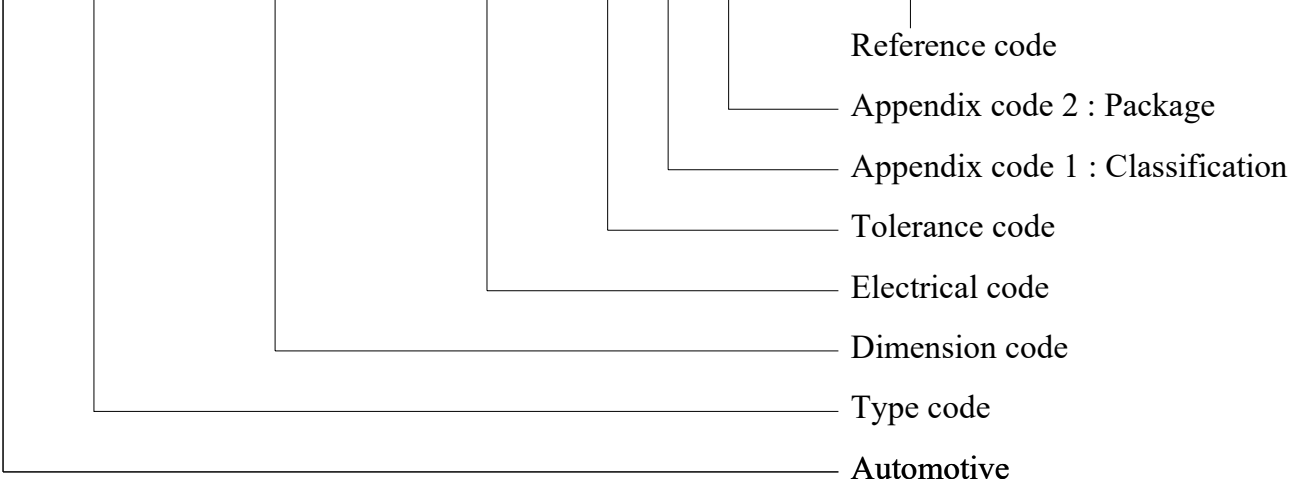 Reference code
Appendix code 2 : Package
Appendix code 1 : Classification
Tolerance code
Electrical code
Dimension code
Type code
Automotive